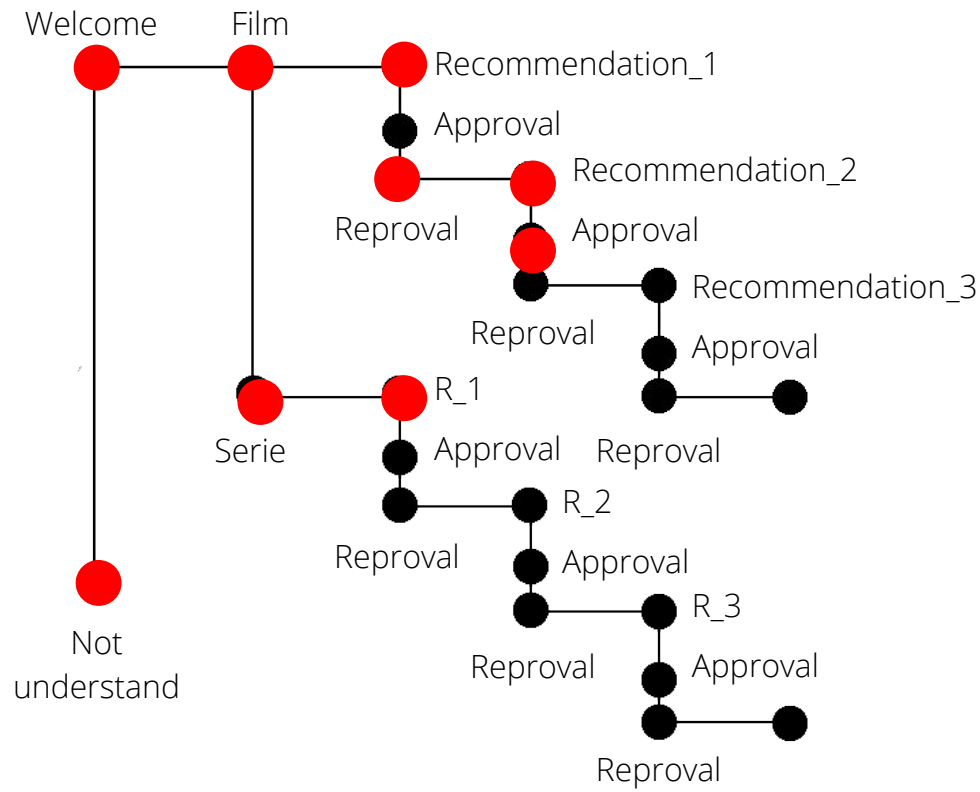 Welcome
Film
Recommendation_1
Approval
Recommendation_2
Reproval
Approval
Recommendation_3
Reproval
Approval
R_1
Serie
Approval
Reproval
R_2
Reproval
Approval
R_3
Not
understand
Reproval
Approval
Reproval